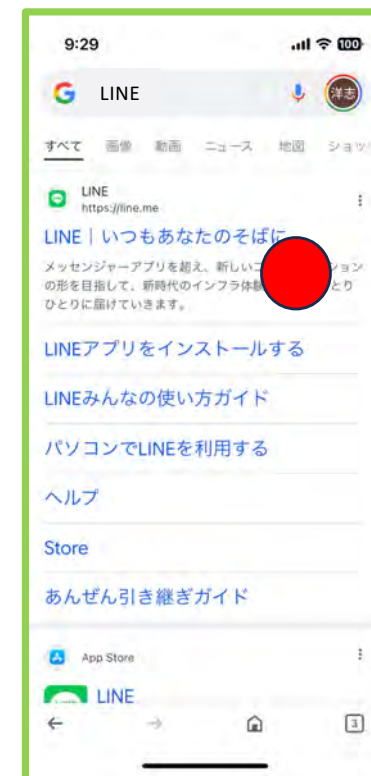 9:29
100
LINE
洋志
すべて 画像 動画 ニュース 地図 ショッ
LINE
https://line.me
LINE｜いつもあなたのそばに
メッセンジャーアプリを超え、新しいコ ション
の形を目指して、新時代のインフラ体験 とり
ひとりに届けていきます。
LINEアプリをインストールする
LINEみんなの使い方ガイド
パソコンでLINEを利用する
ヘルプ
Store
あんぜん引き継ぎガイド
App Store
LINE
3